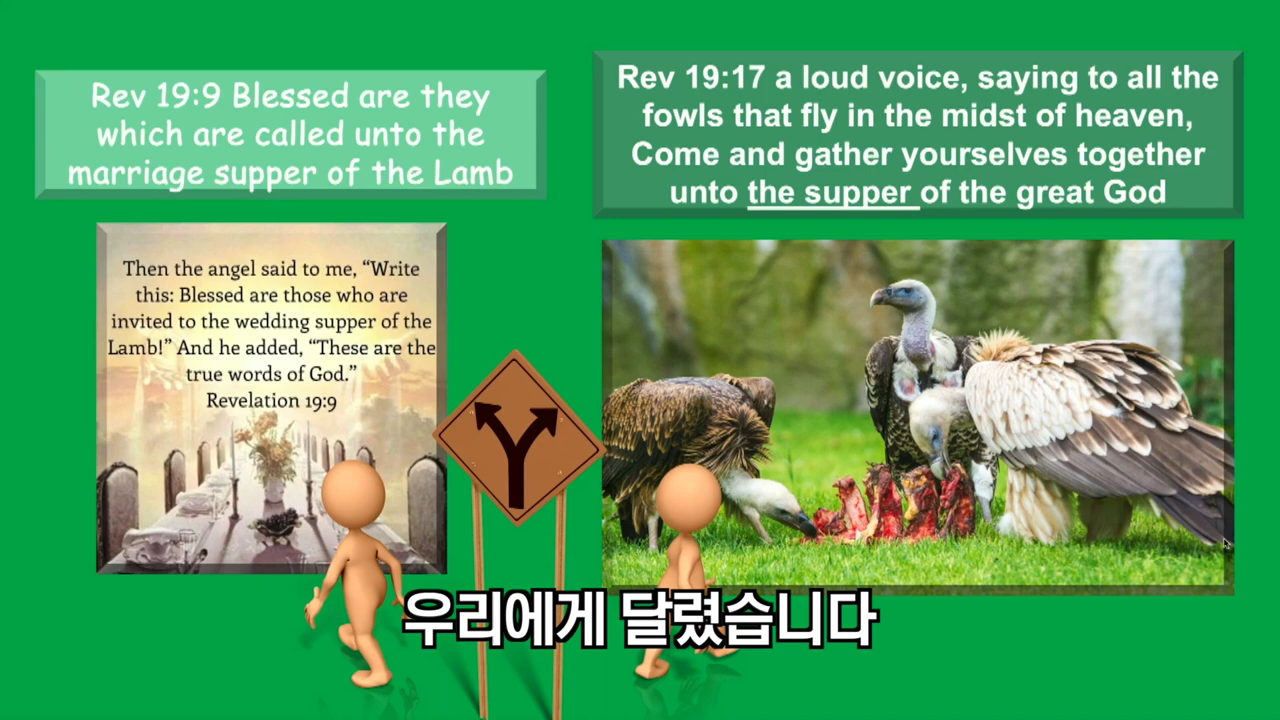 Rev 19:9 Blessed are they
which are called unto the
marriage supper of the Lamb
Rev 19:17 a loud voice, saying to all the
fowls that fly in the midst of heaven,
Come and gather yourselves together
unto the supper of the great God
Then the angel said to me, “Write
this: Blessed are those who are
invited to the wedding supper of the
Lamb!” And he added, “These are the
true words of God.”
Revelation 19:9
우리에게 달렸습니다